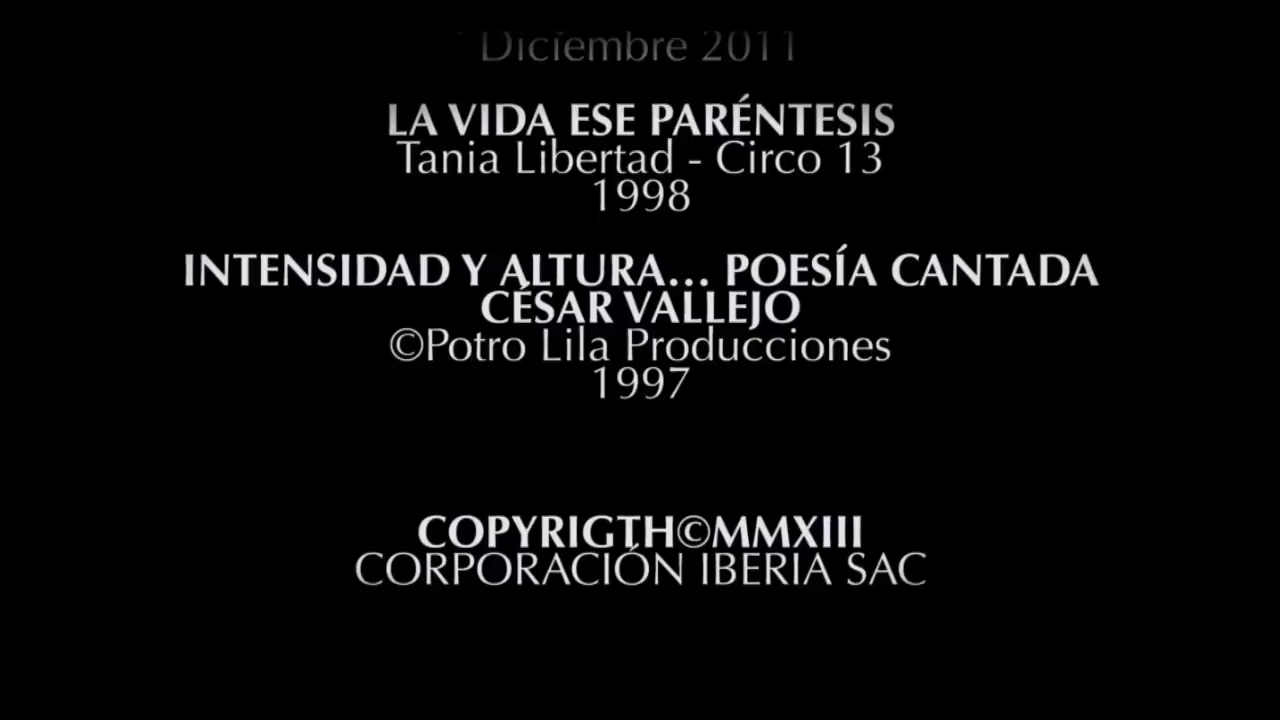 Diciembre 2011
LA VIDA ESE PARÉNTESIS
Tania Libertad - Circo 13
1998
INTENSIDAD Y ALTURA... POESÍA CANTADA
CÉSAR VALLEJO
©Potro Lila Producciones
1997
COPYRIGTH©MMXIII
CORPORACIÓN IBERIA SAC